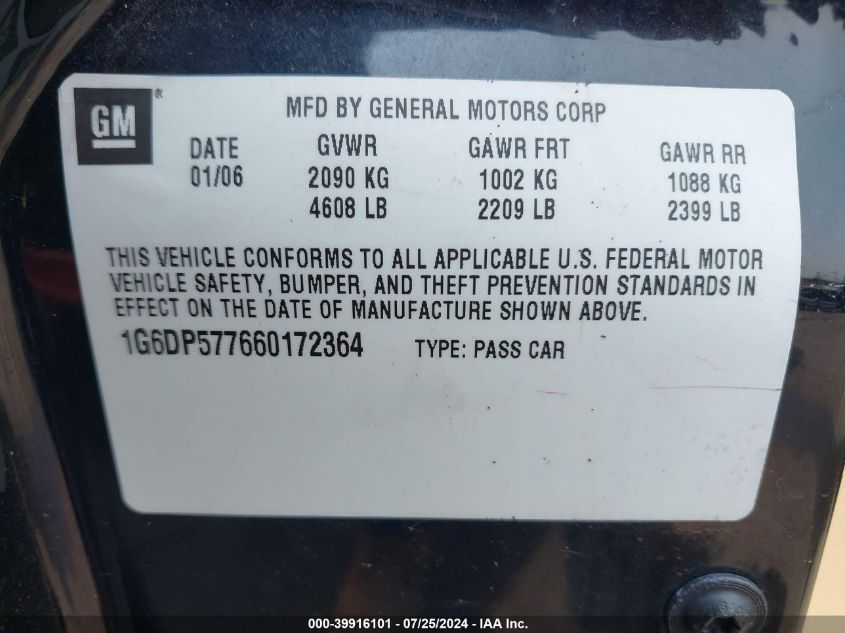 GM®
MFD BY GENERAL MOTORS CORP
DATE GVWR GAWR FRT GAWR RR
01/06 2090 KG 1002 KG 1088 KG
4608 LB 2209 LB 2399 LB
THIS VEHICLE CONFORMS TO ALL APPLICABLE U.S. FEDERAL MOTOR
VEHICLE SAFETY, BUMPER, AND THEFT PREVENTION STANDARDS IN
EFFECT ON THE DATE OF MANUFACTURE SHOWN ABOVE.
1G6DP577660172364 TYPE: PASS CAR
000-39916101 - 07/25/2024 - IAA Inc.